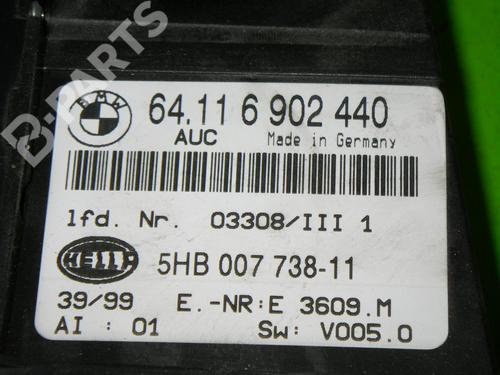 B-PARTS
BMW
64.11 6 902 440
AUC Made in Germany
lfd. Nr. 03308/III 1
HELLA
5HB 007 738-11
39/99 E.-NR:E 3609.M
AI : 01 Sw: V005.0